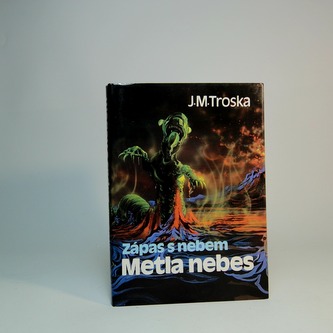 J.M.Troska
Zápas s nebem
Metla nebes